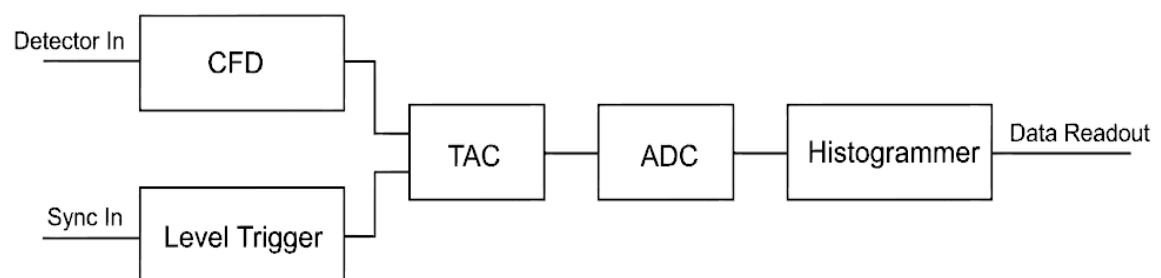 Detector In
CFD
TAC
ADC
Histogrammer
Data Readout
Sync In
Level Trigger